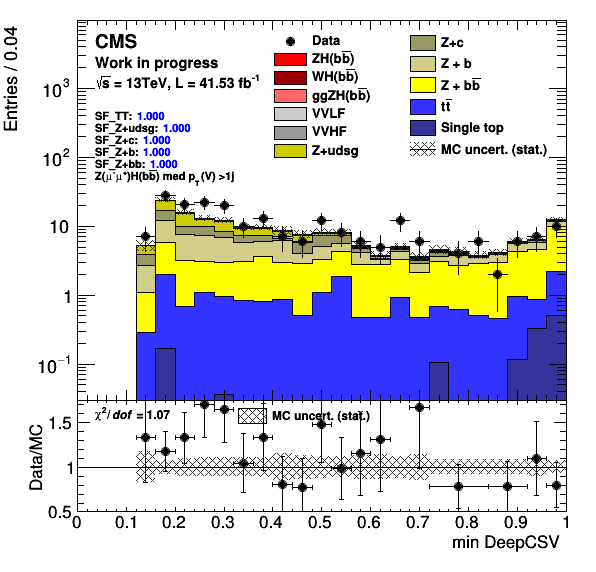 CMS
Work in progress
√s = 13TeV, L = 41.53 fb⁻¹
SF_TT: 1.000
SF_Z+udsg: 1.000
SF_Z+c: 1.000
SF_Z+b: 1.000
SF_Z+bb: 1.000
Z(μ⁻μ⁺)H(bb̅) med p_T(V) >1j
Data
ZH(bb̅)
WH(bb̅)
ggZH(bb̅)
VVLF
VVHF
Z+udsg
Z+c
Z + b
Z + bb̅
tt̅
Single top
MC uncert. (stat.)
Entries / 0.04
10³
10²
10
1
10⁻¹
χ²/dof = 1.07
MC uncert. (stat.)
Data/MC
1.5
1
0.5
0 0.1 0.2 0.3 0.4 0.5 0.6 0.7 0.8 0.9 1
min DeepCSV